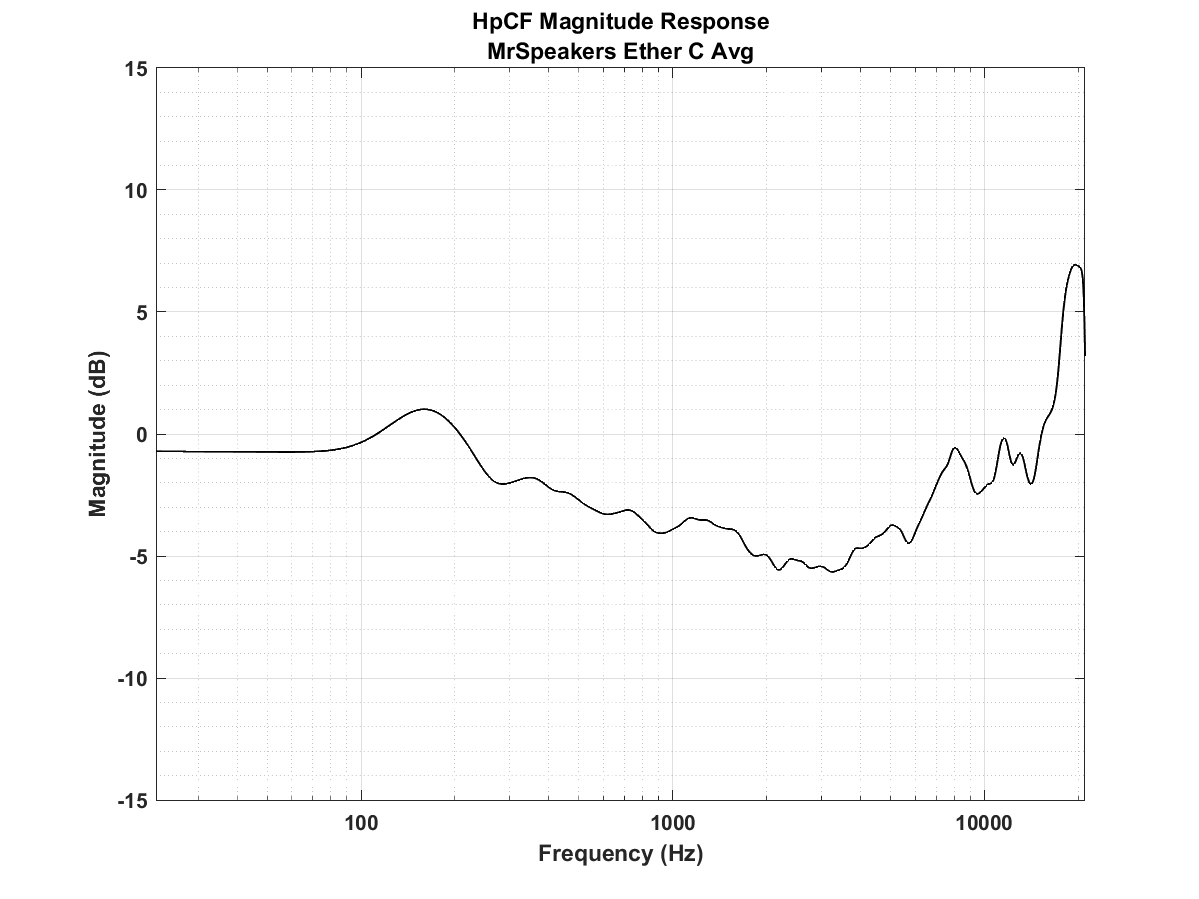 HpCF Magnitude Response
MrSpeakers Ether C Avg
15
10
5
0
-5
-10
-15
Magnitude (dB)
100
1000
10000
Frequency (Hz)